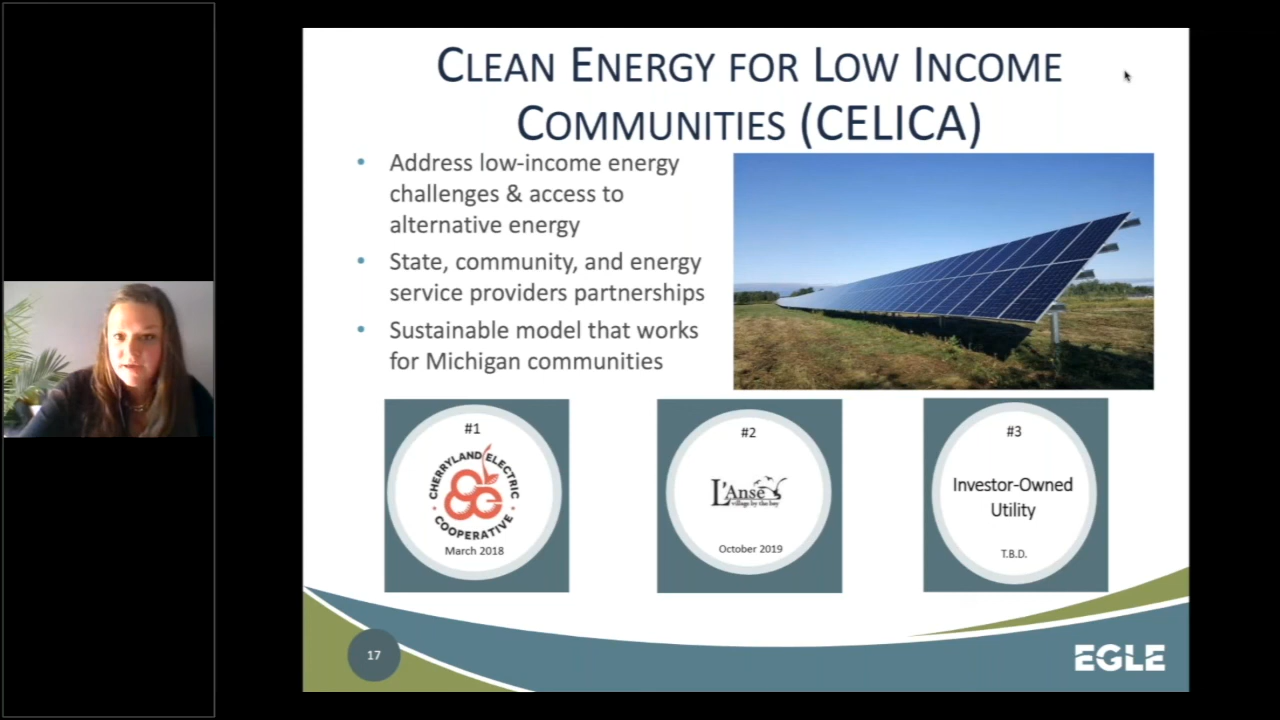 CLEAN ENERGY FOR LOW INCOME
COMMUNITIES (CELICA)
• Address low-income energy
challenges & access to
alternative energy
• State, community, and energy
service providers partnerships
• Sustainable model that works
for Michigan communities
#1
CHERRYLAND ELECTRIC
COOPERATIVE
March 2018
#2
L'Anse
village by the bay
October 2019
#3
Investor-Owned
Utility
T.B.D.
17
EGLE